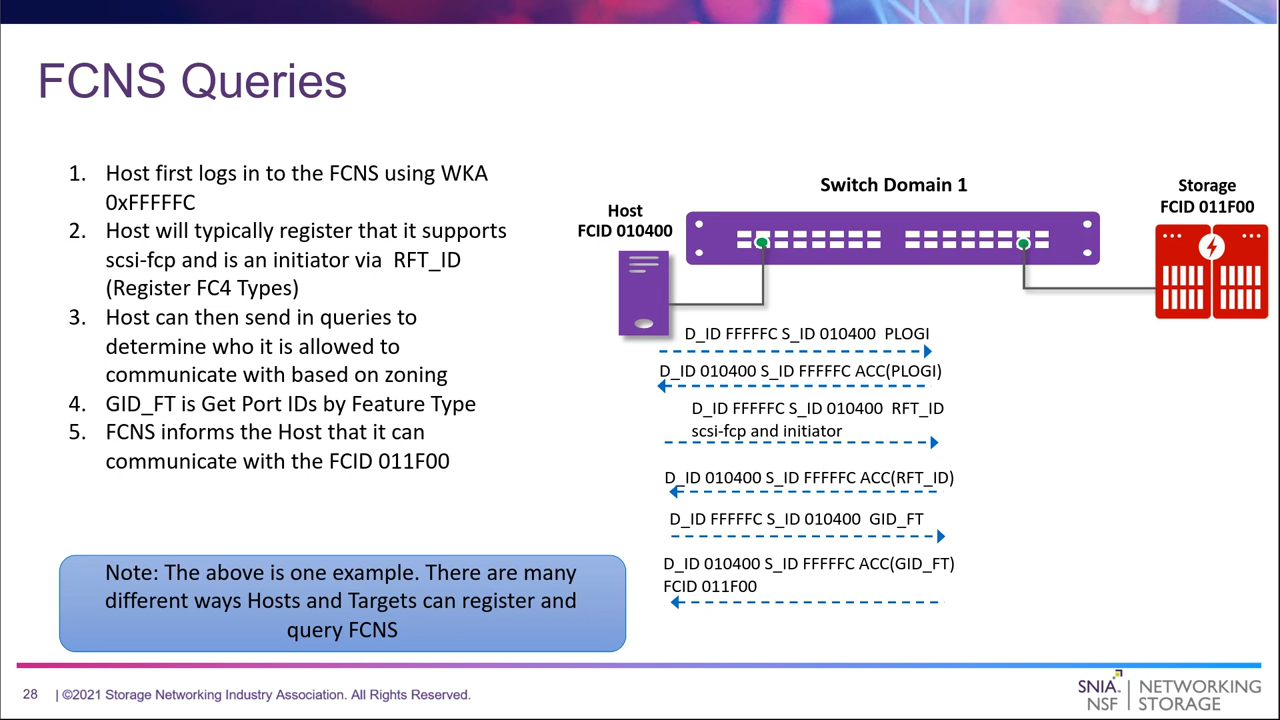 FCNS Queries
1. Host first logs in to the FCNS using WKA
0xFFFFFC
2. Host will typically register that it supports
scsi-fcp and is an initiator via RFT_ID
(Register FC4 Types)
3. Host can then send in queries to
determine who it is allowed to
communicate with based on zoning
4. GID_FT is Get Port IDs by Feature Type
5. FCNS informs the Host that it can
communicate with the FCID 011F00
Note: The above is one example. There are many
different ways Hosts and Targets can register and
query FCNS
Switch Domain 1
Host
FCID 010400
Storage
FCID 011F00
D_ID FFFFFC S_ID 010400 PLOGI
D_ID 010400 S_ID FFFFFC ACC(PLOGI)
D_ID FFFFFC S_ID 010400 RFT_ID
scsi-fcp and initiator
D_ID 010400 S_ID FFFFFC ACC(RFT_ID)
D_ID FFFFFC S_ID 010400 GID_FT
D_ID 010400 S_ID FFFFFC ACC(GID_FT)
FCID 011F00
28 | ©2021 Storage Networking Industry Association. All Rights Reserved.
SNIA. | NETWORKING
NSF | STORAGE